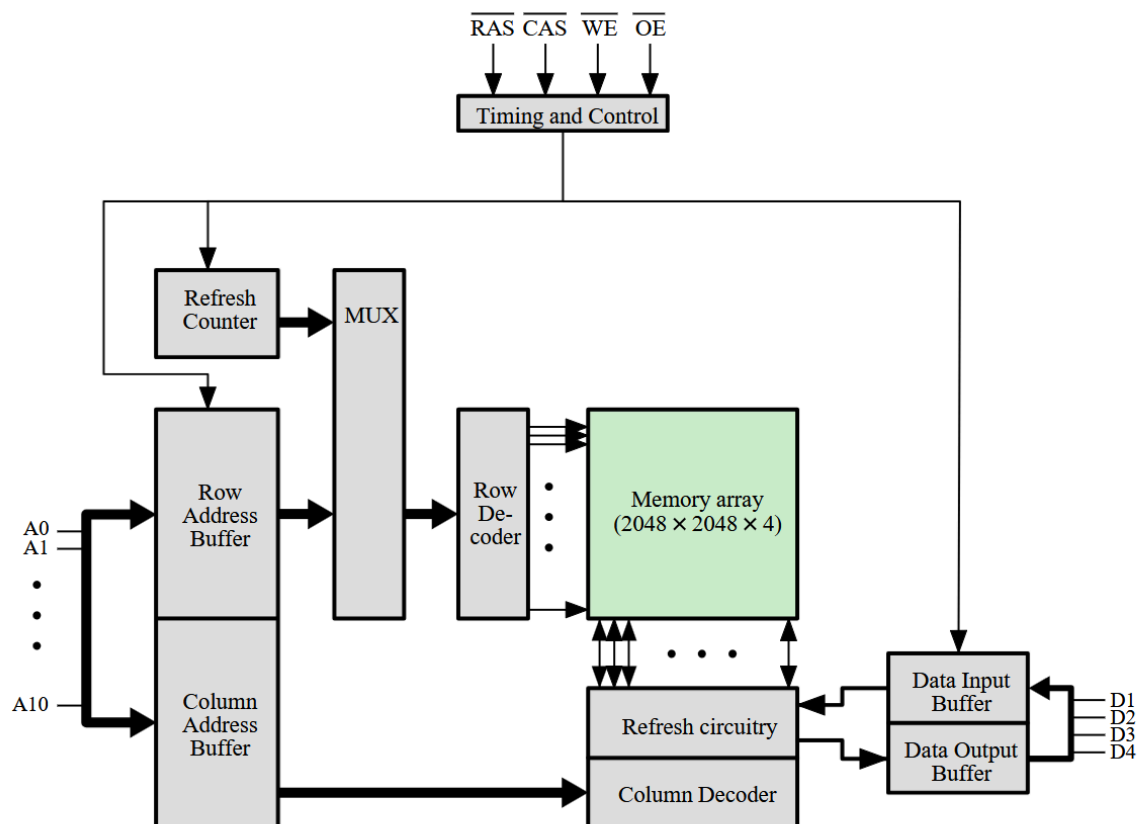 RAS CAS WE OE
Timing and Control
Refresh
Counter
MUX
Row
Address
Buffer
Row
De-
coder
Memory array
(2048 × 2048 × 4)
A0
A1
A10
Column
Address
Buffer
Refresh circuitry
Column Decoder
Data Input
Buffer
Data Output
Buffer
D1
D2
D3
D4